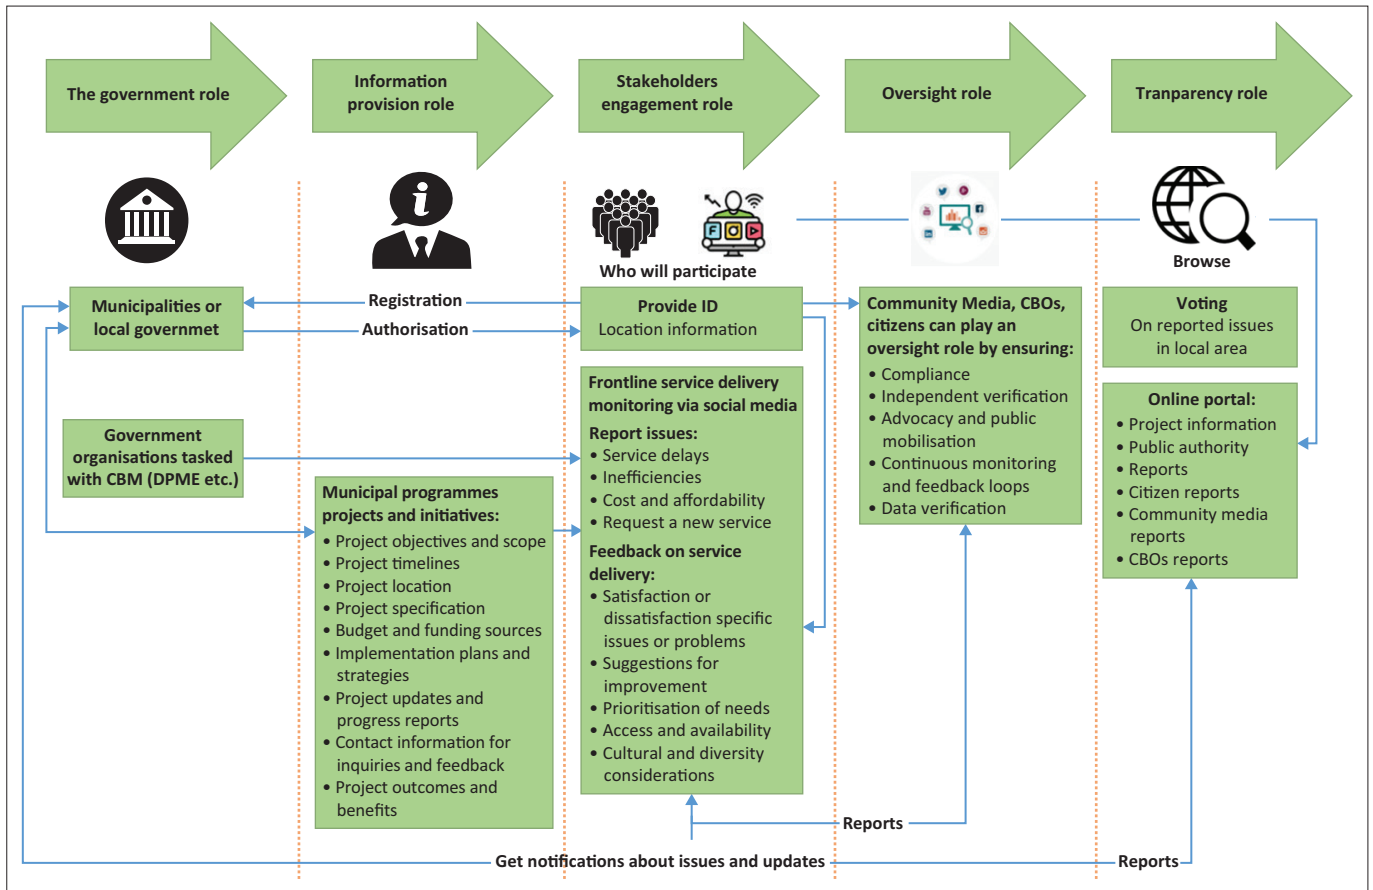 The government role
Information
provision role
Stakeholders
engagement role
Oversight role
Tranparency role
i
F
Who will participate
Browse
Municipalities or
local governmet
Registration
Authorisation
Provide ID
Location information
Community Media, CBOs,
citizens can play an
oversight role by ensuring:
• Compliance
• Independent verification
• Advocacy and public
mobilisation
• Continuous monitoring
and feedback loops
• Data verification
Voting
On reported issues
in local area
Online portal:
• Project information
• Public authority
• Reports
• Citizen reports
• Community media
reports
• CBOs reports
Government
organisations tasked
with CBM (DPME etc.)
Municipal programmes
projects and initiatives:
• Project objectives and scope
• Project timelines
• Project location
• Project specification
• Budget and funding sources
• Implementation plans and
strategies
• Project updates and
progress reports
• Contact information for
inquiries and feedback
• Project outcomes and
benefits
Frontline service delivery
monitoring via social media
Report issues:
• Service delays
• Inefficiencies
• Cost and affordability
• Request a new service
Feedback on service
delivery:
• Satisfaction or
dissatisfaction specific
issues or problems
• Suggestions for
improvement
• Prioritisation of needs
• Access and availability
• Cultural and diversity
considerations
Reports
Get notifications about issues and updates
Reports